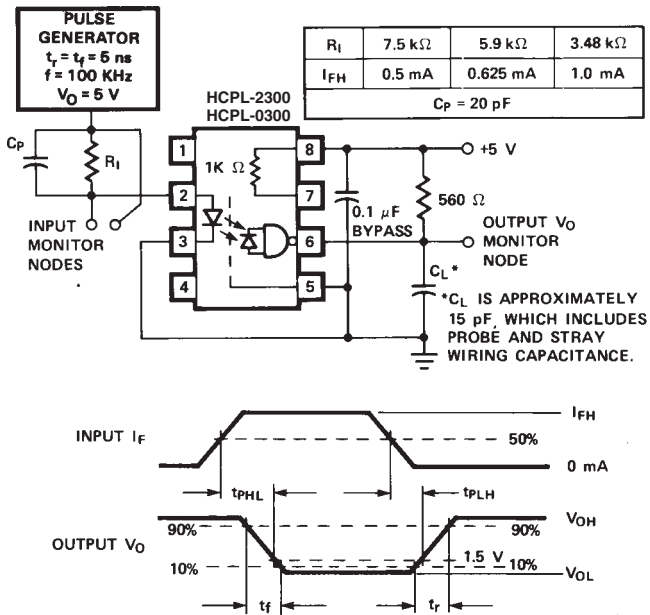 PULSE
GENERATOR
tr = tf = 5 ns
f = 100 KHz
VO = 5 V
RI 7.5 kΩ 5.9 kΩ 3.48 kΩ
IFH 0.5 mA 0.625 mA 1.0 mA
CP = 20 pF
HCPL-2300
HCPL-0300
CP
RI
1
2
3
4
1K Ω
8
7
6
5
+5 V
560 Ω
0.1 μF
BYPASS
INPUT
MONITOR
NODES
OUTPUT VO
MONITOR
NODE
CL*
*CL IS APPROXIMATELY
15 pF, WHICH INCLUDES
PROBE AND STRAY
WIRING CAPACITANCE.
INPUT IF
IFH
50%
0 mA
tPHL
tPLH
OUTPUT VO
90%
10%
90%
VOH
1.5 V
10%
VOL
tf
tr